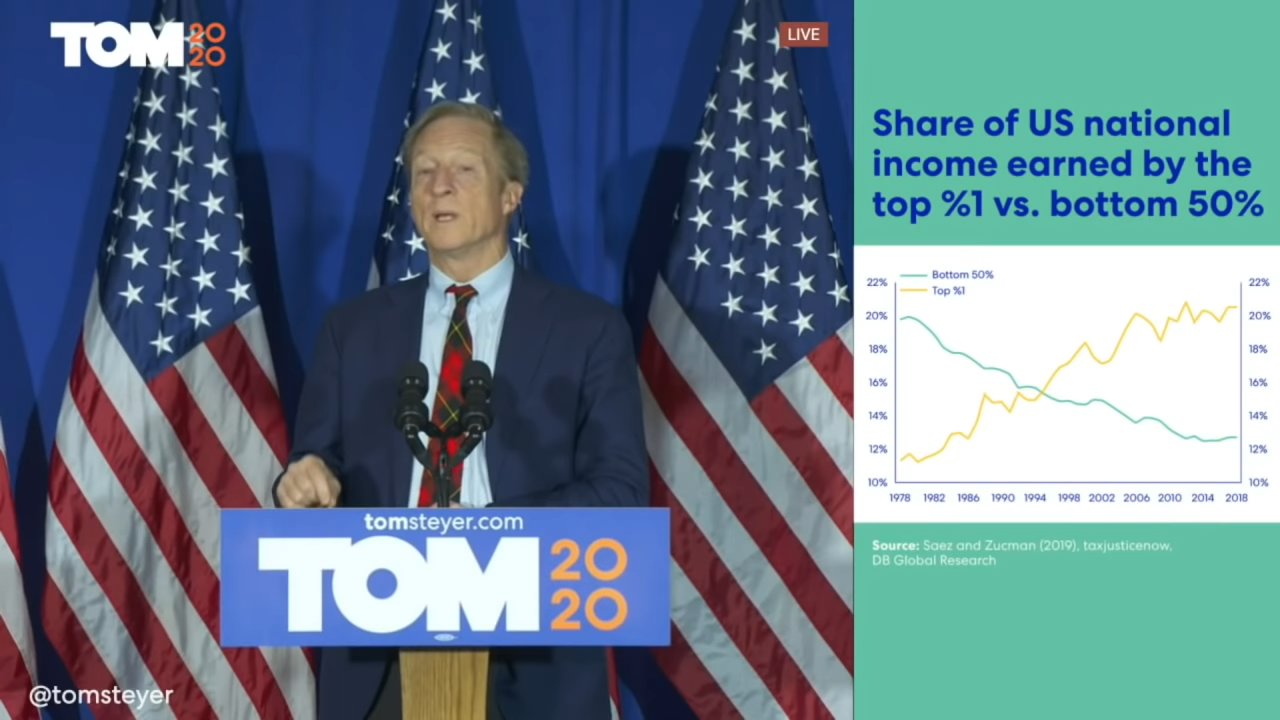 TOM 20
20
LIVE
Share of US national
income earned by the
top %1 vs. bottom 50%
Bottom 50%
Top %1
22% 22%
20% 20%
18% 18%
16% 16%
14% 14%
12% 12%
10% 10%
1978 1982 1986 1990 1994 1998 2002 2006 2010 2014 2018
tomsteyer.com
TOM 20
20
Source: Saez and Zucman (2019), taxjusticenow,
DB Global Research
@tomsteyer